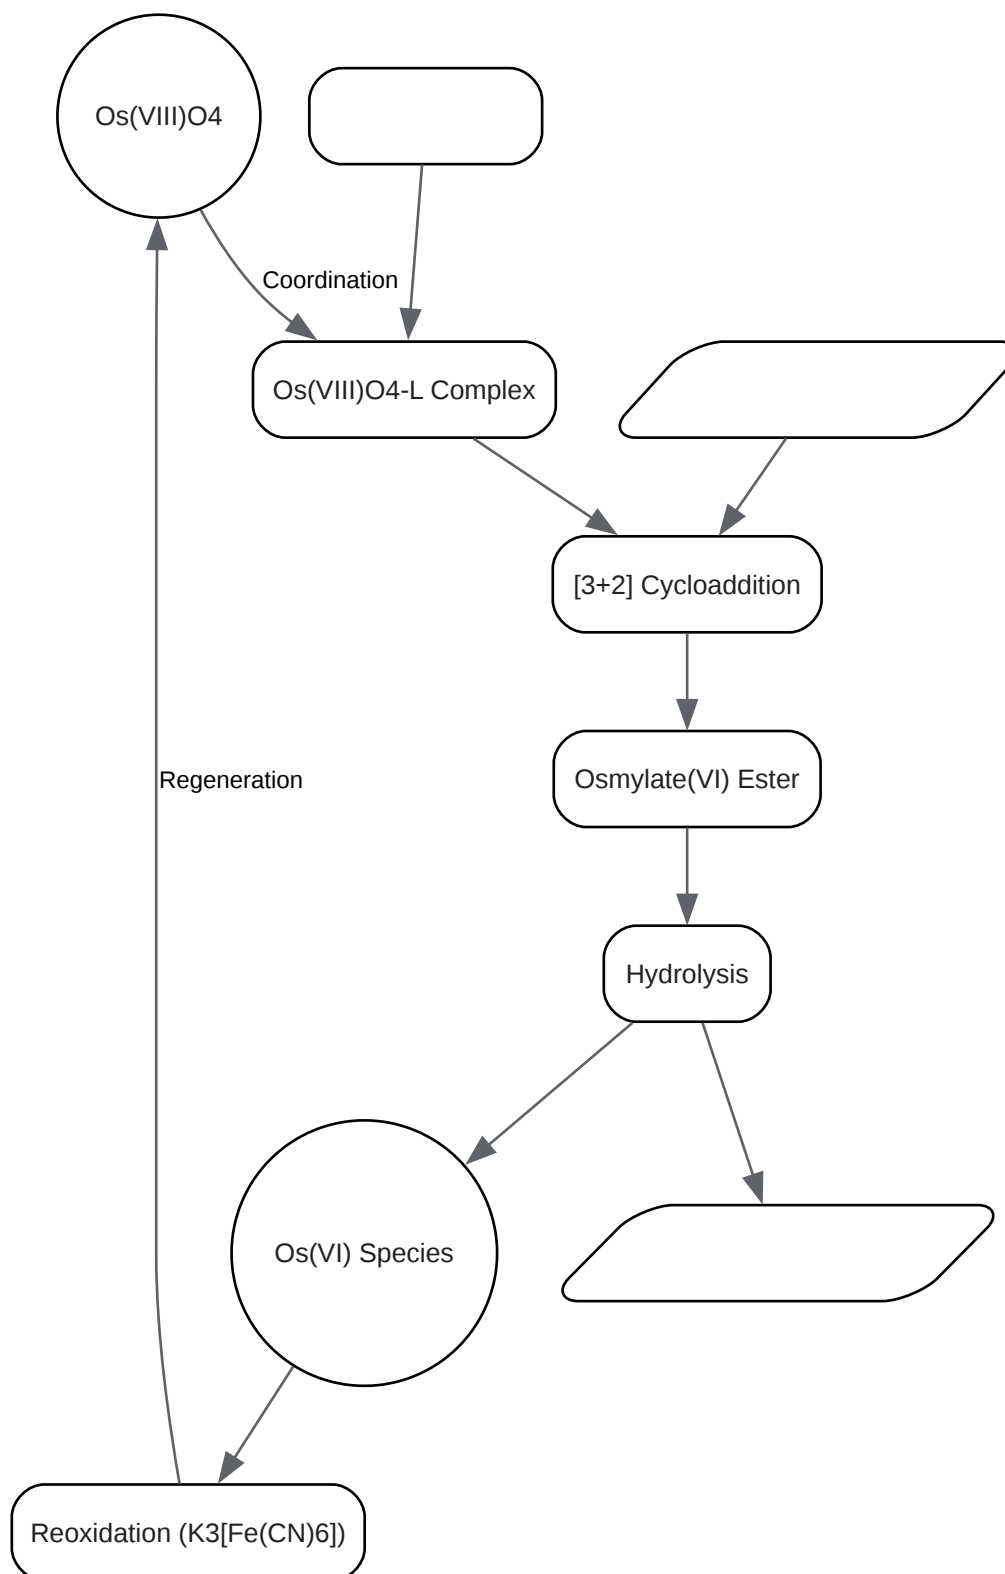 Os(VIII)O4
Coordination
Os(VIII)O4-L Complex
[3+2] Cycloaddition
Osmylate(VI) Ester
Regeneration
Hydrolysis
Os(VI) Species
Reoxidation (K3[Fe(CN)6])